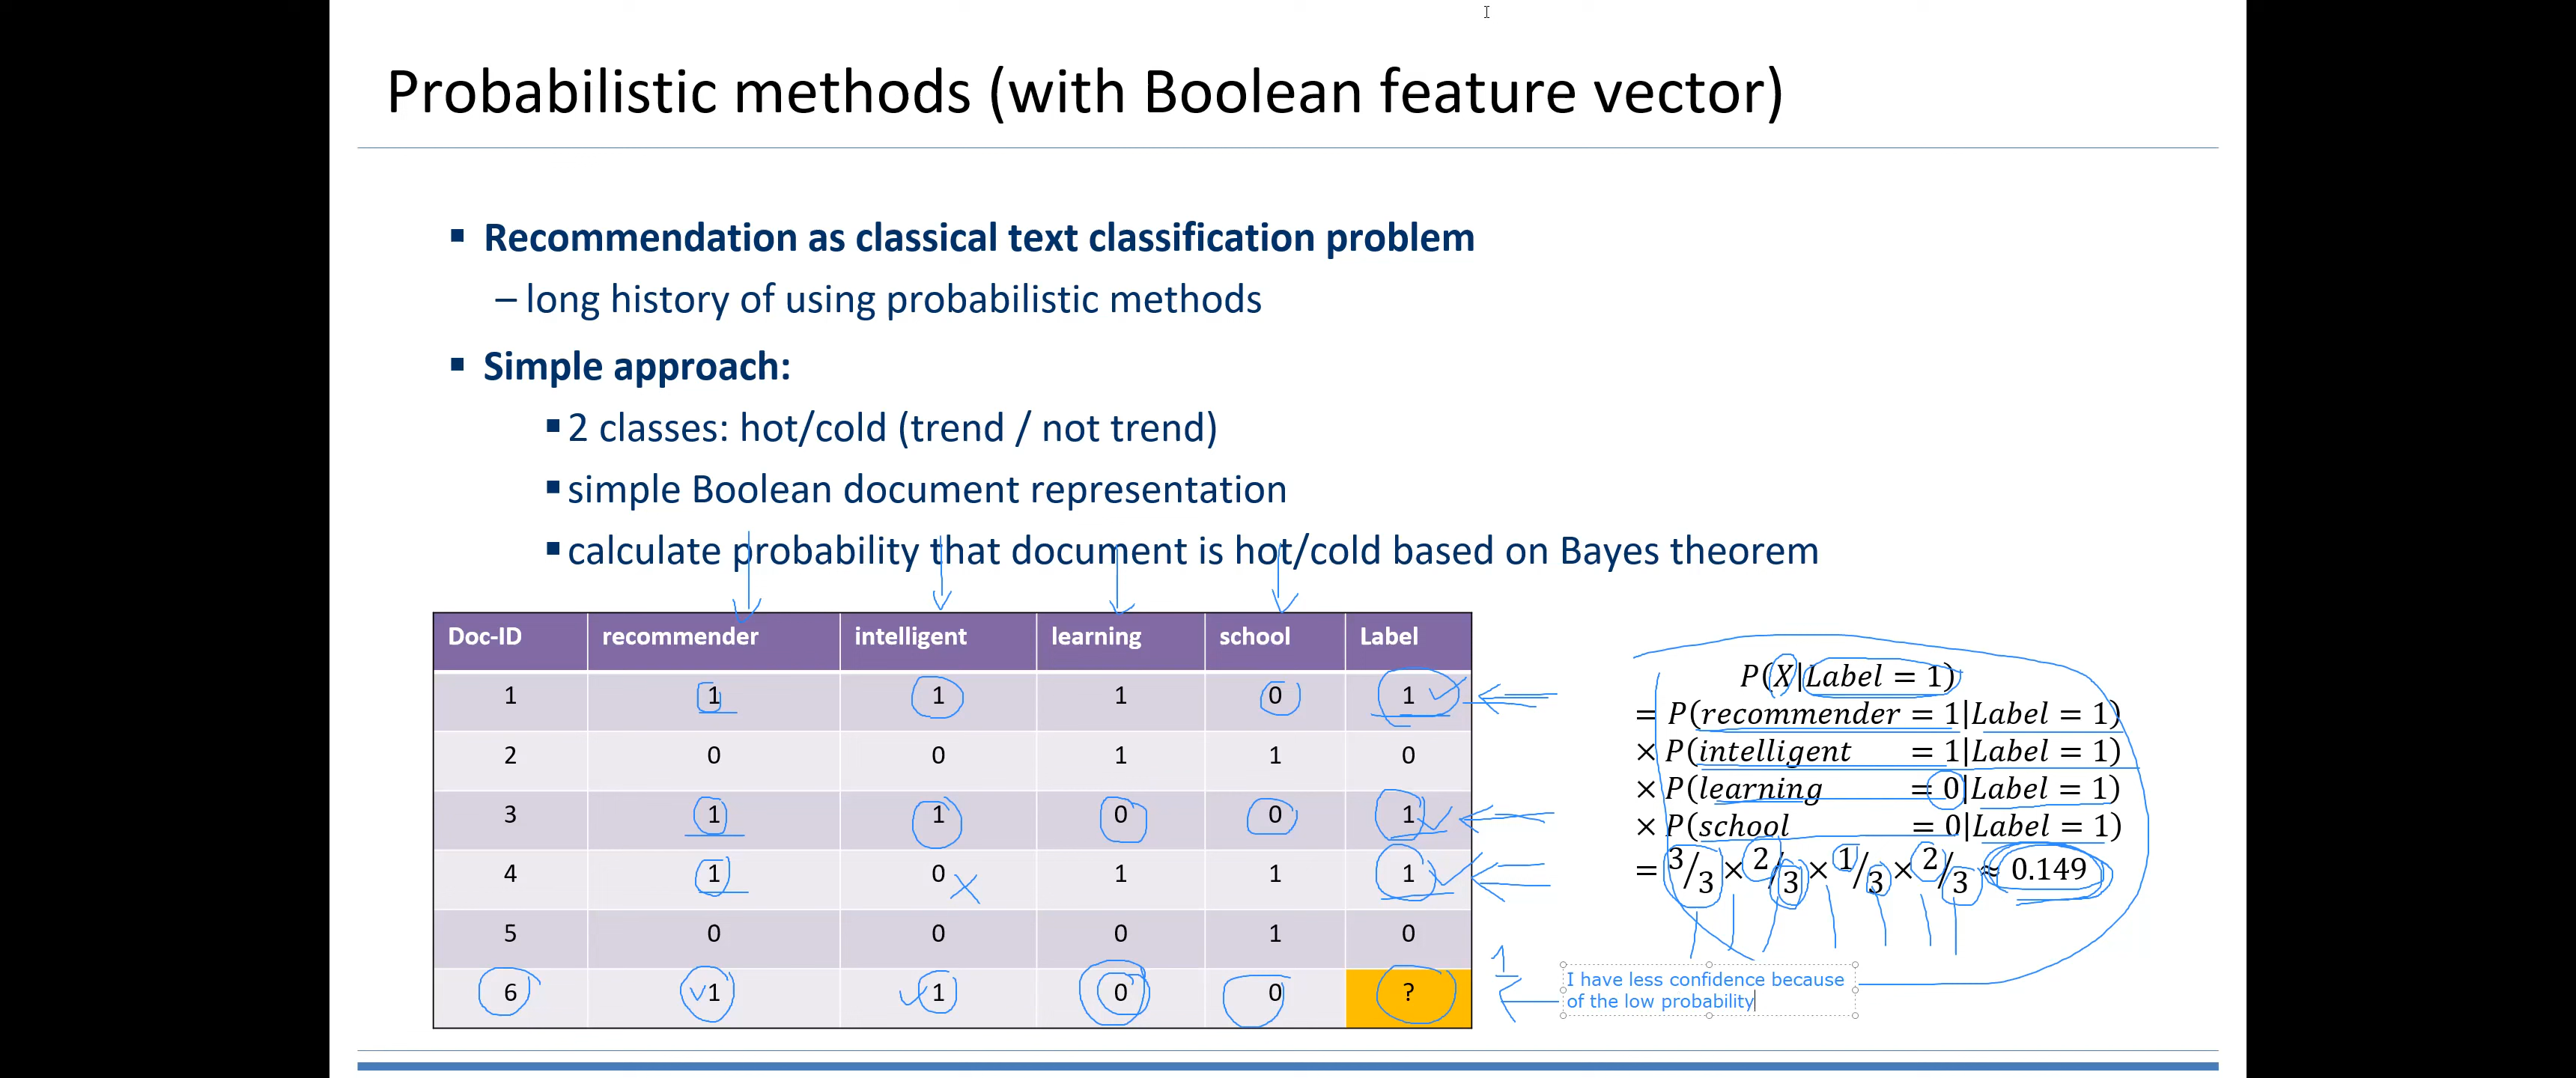 Probabilistic methods (with Boolean feature vector)
▪ Recommendation as classical text classification problem
– long history of using probabilistic methods
▪ Simple approach:
▪ 2 classes: hot/cold (trend / not trend)
▪ simple Boolean document representation
▪ calculate probability that document is hot/cold based on Bayes theorem
Doc-ID recommender intelligent learning school Label
1 1 1 1 0 1
2 0 0 1 1 0
3 1 1 0 0 1
4 1 0 1 1 1
5 0 0 0 1 0
6 1 1 0 0 ?
P(X|Label = 1)
= P(recommender = 1|Label = 1)
× P(intelligent = 1|Label = 1)
× P(learning = 0|Label = 1)
× P(school = 0|Label = 1)
= 3/3 × 2/3 × 1/3 × 2/3 ≈ 0.149
1
I have less confidence because
of the low probability